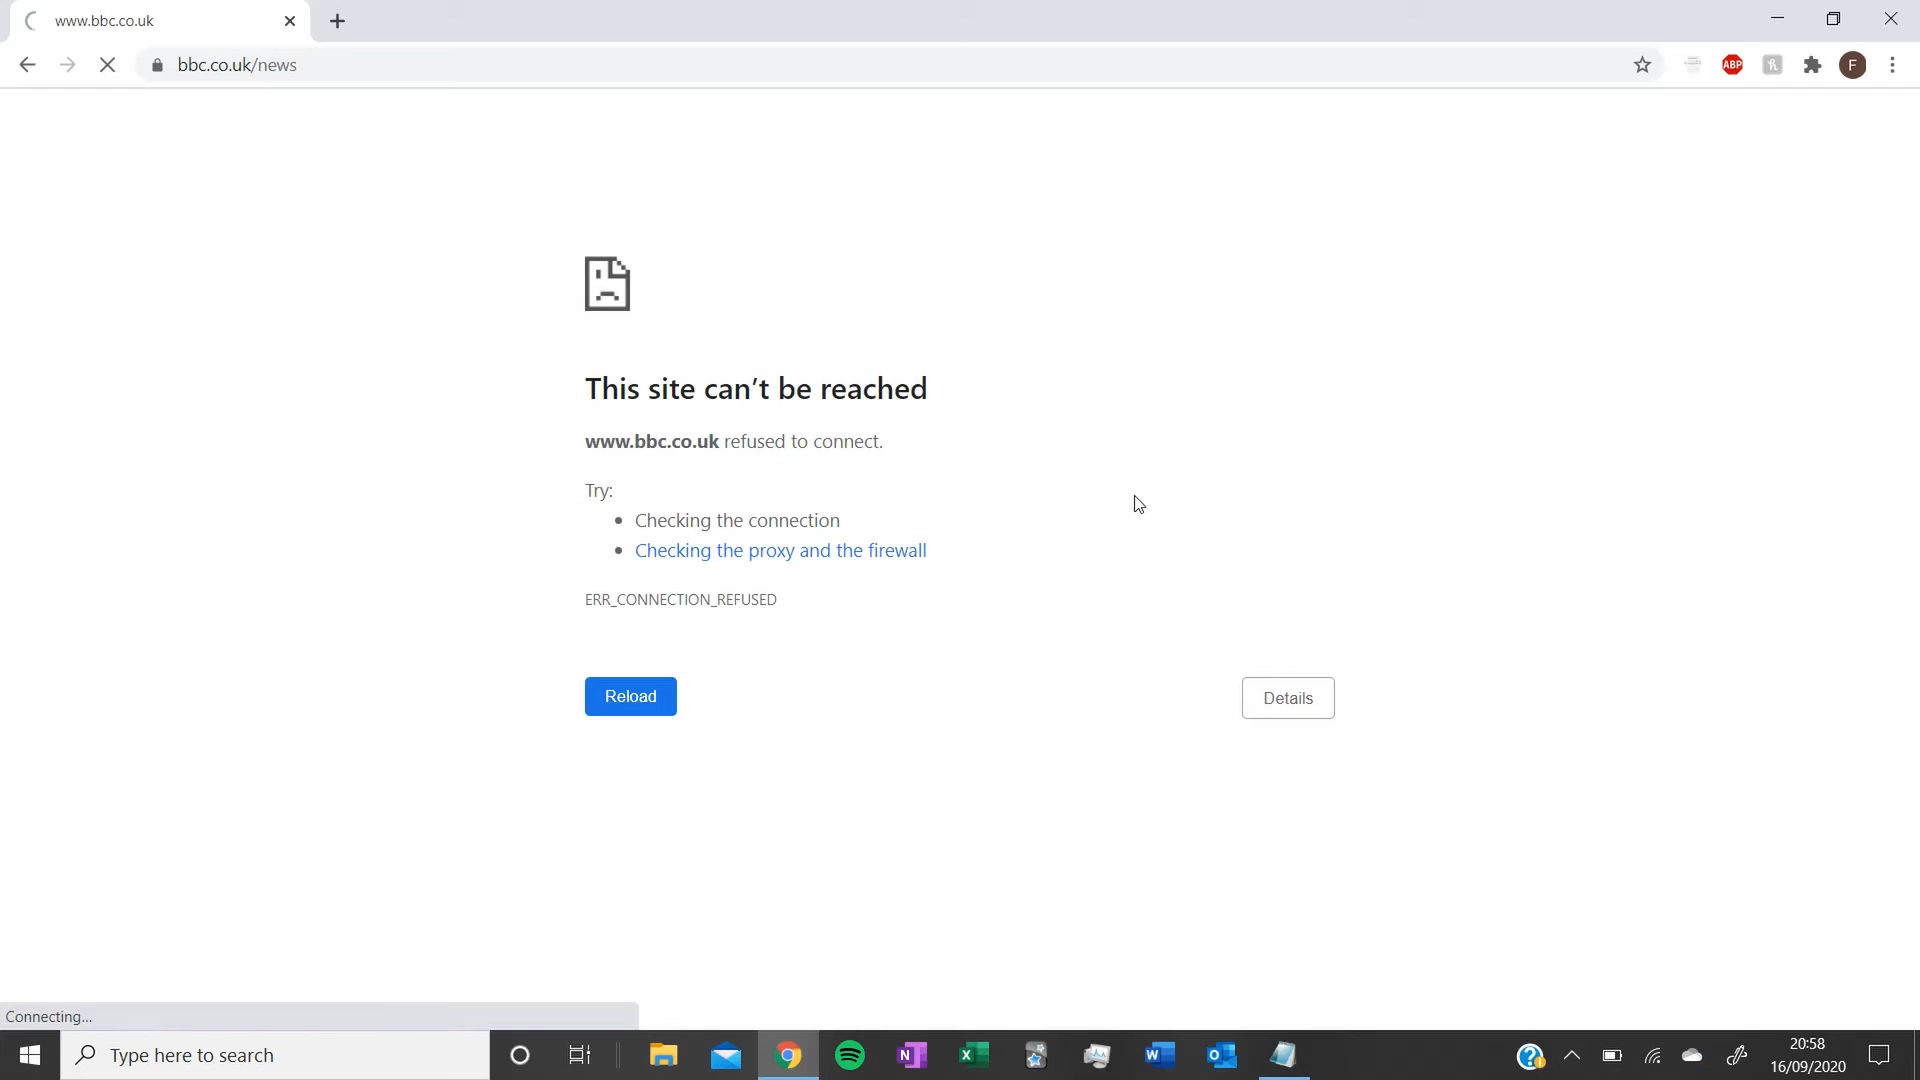 www.bbc.co.uk
bbc.co.uk/news
ABP
h
F
This site can’t be reached
www.bbc.co.uk refused to connect.
Try:
Checking the connection
Checking the proxy and the firewall
ERR_CONNECTION_REFUSED
Reload
Details
Connecting...
Type here to search
N
X
W
O
20:58
16/09/2020